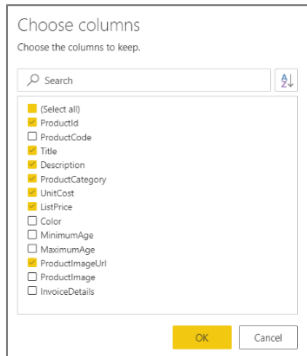 Choose columns
Choose the columns to keep.
Search
(Select all)
ProductId
ProductCode
Title
Description
ProductCategory
UnitCost
ListPrice
Color
MinimumAge
MaximumAge
ProductImageUrl
ProductImage
InvoiceDetails
OK Cancel